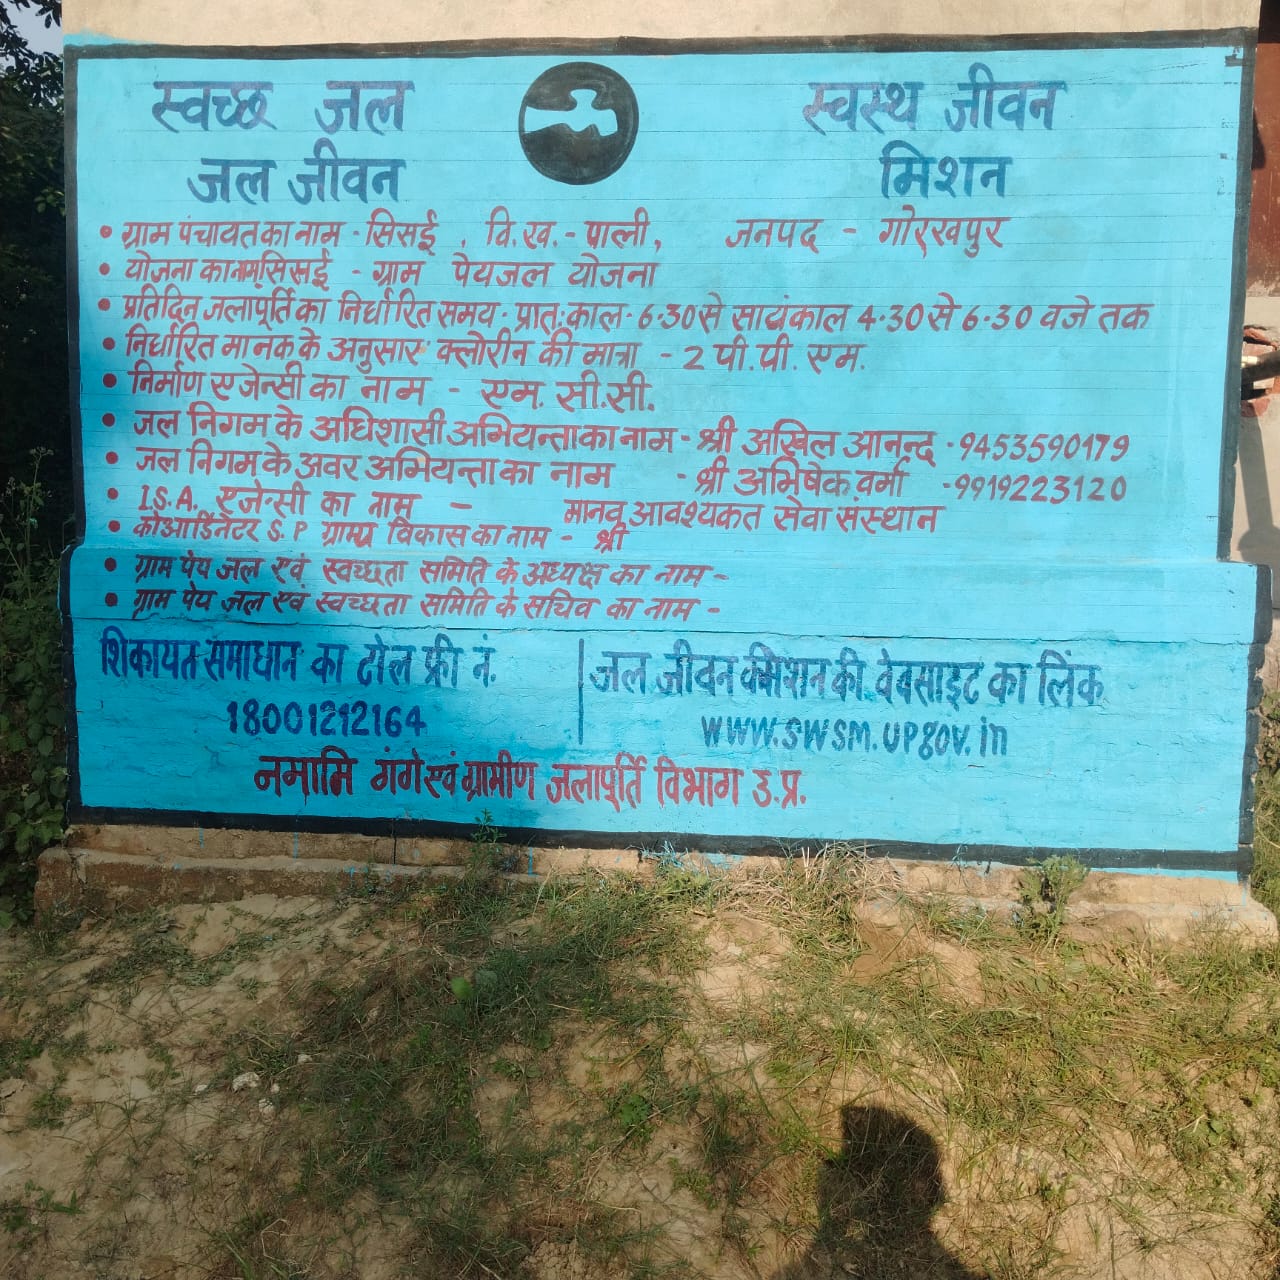 स्वच्छ जल स्वस्थ जीवन
जल जीवन मिशन
• ग्राम पंचायत का नाम - सिसई , वि.ख.- पाली, जनपद - गोरखपुर
• योजना का नाम सिसई - ग्राम पेयजल योजना
• प्रतिदिन जलापूर्ति का निर्धारित समय - प्रात: काल - 6.30 से सायंकाल 4.30 से 6.30 वजे तक
• निर्धारित मानक के अनुसार क्लोरीन की मात्रा - 2 पी.पी. एम.
• निर्माण एजेन्सी का नाम - एम. सी.सी.
• जल निगम के अधिशासी अभियन्ता का नाम - श्री अखिल आनन्द - 9453590179
• जल निगम के अवर अभियन्ता का नाम - श्री अभिषेक वर्मा - 9919223120
• I.S.A. एजेन्सी का नाम - मानव आवश्यकत सेवा संस्थान
• कोआर्डिनेटर S.P ग्राम्य विकास का नाम - श्री
• ग्राम पेय जल एवं स्वच्छता समिति के अध्यक्ष का नाम -
• ग्राम पेय जल एवं स्वच्छता समिति के सचिव का नाम -
शिकायत समाधान का टोल फ्री नं.
18001212164
जल जीवन मिशन की वेबसाइट का लिंक
www.swsm.upgov.in
नमामि गंगे एवं ग्रामीण जलापूर्ति विभाग उ.प्र.